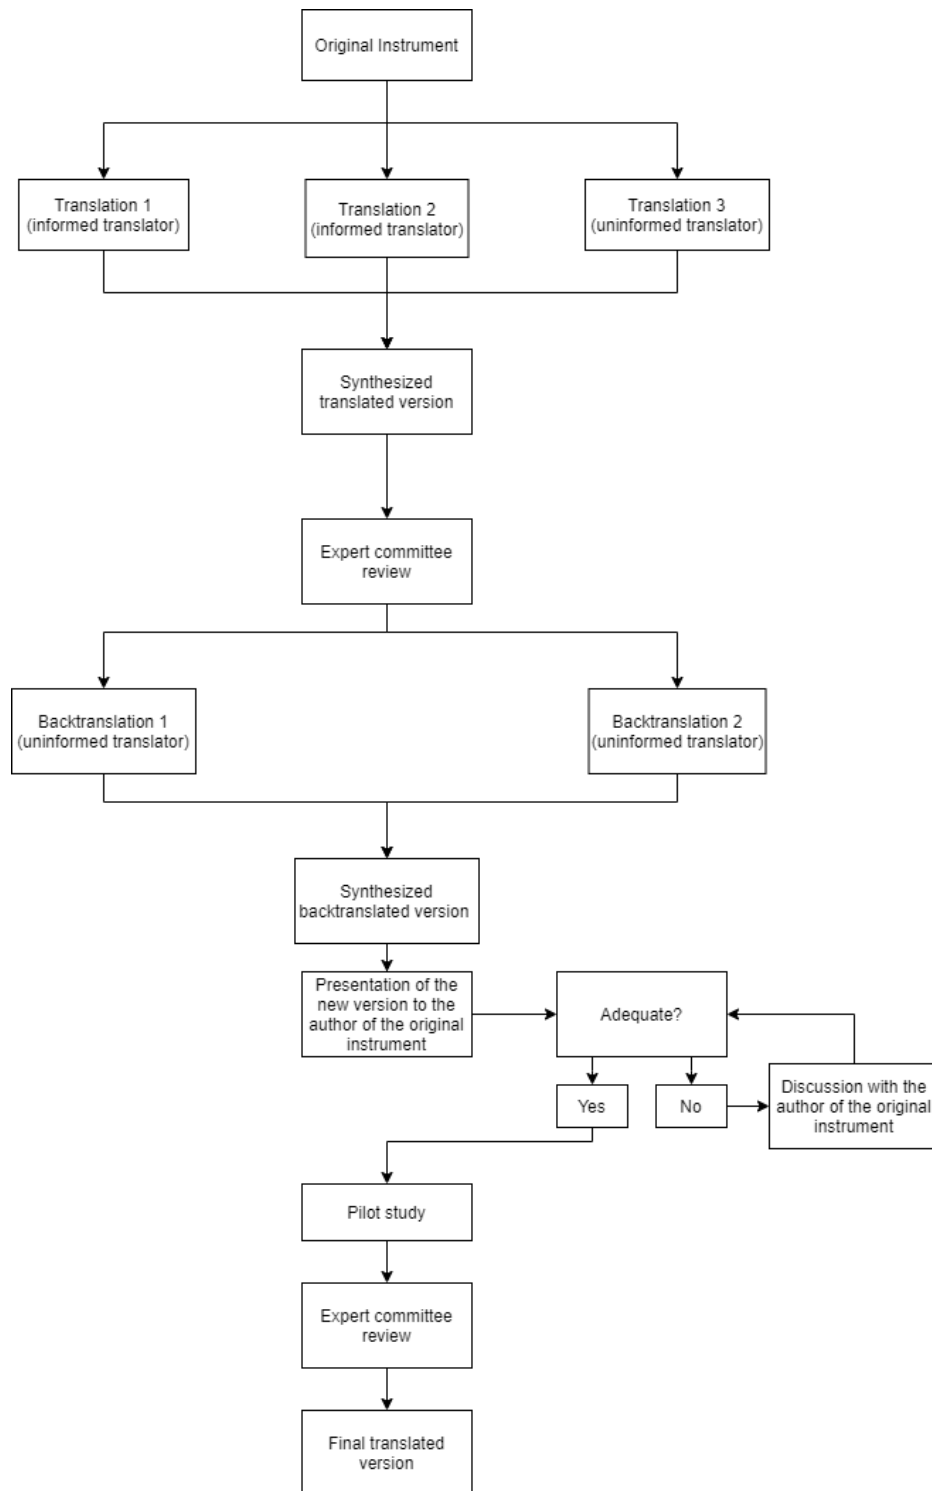 Original Instrument
Translation 1
(informed translator)
Translation 2
(informed translator)
Translation 3
(uninformed translator)
Synthesized
translated version
Expert committee
review
Backtranslation 1
(uninformed translator)
Backtranslation 2
(uninformed translator)
Synthesized
backtranslated version
Presentation of the
new version to the
author of the original
instrument
Adequate?
Yes
No
Discussion with the
author of the original
instrument
Pilot study
Expert committee
review
Final translated
version